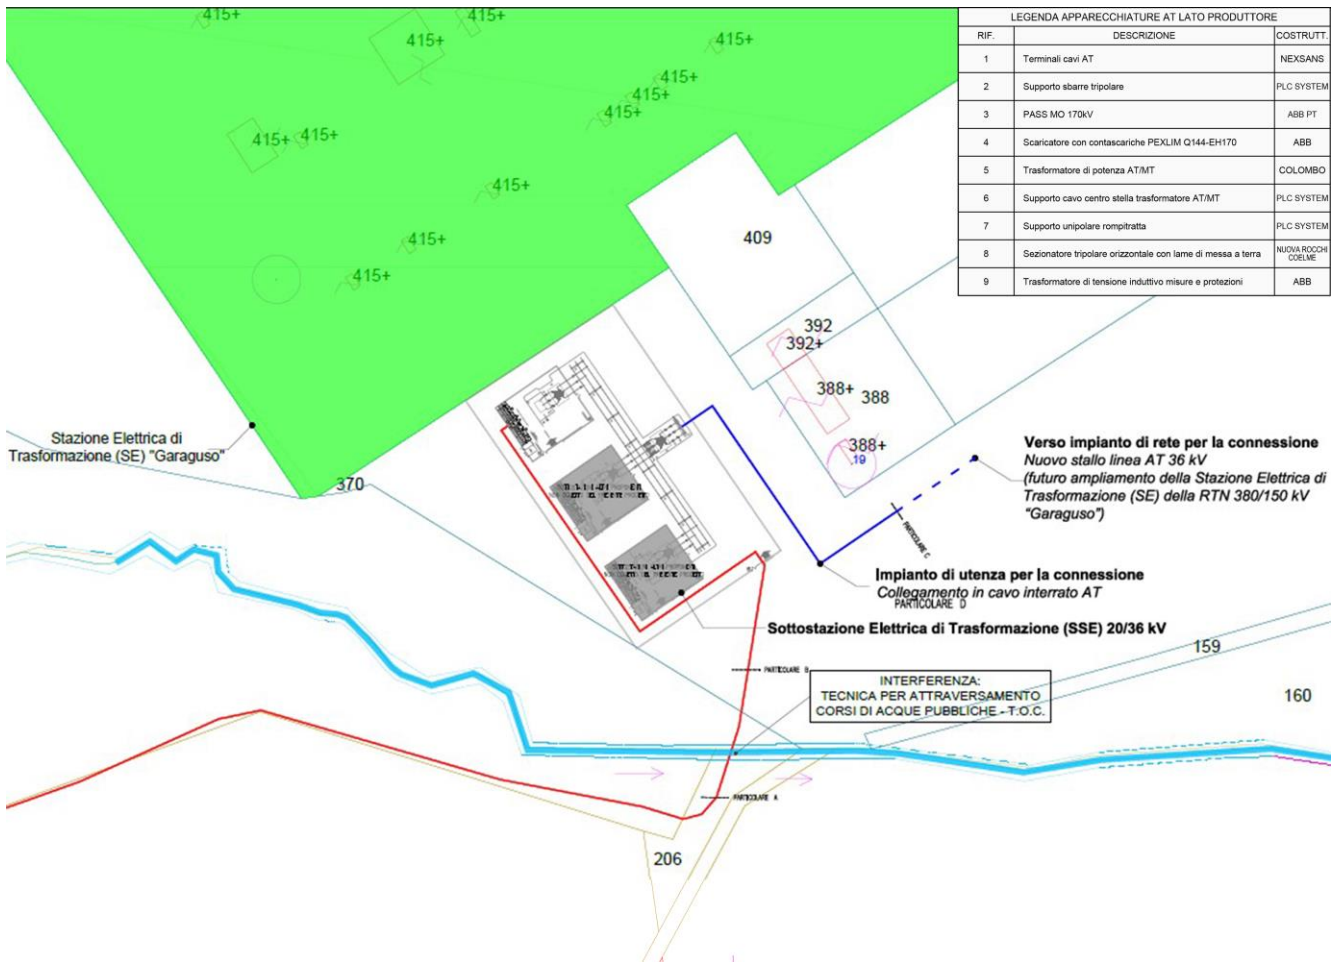 415+
415+
415+
415+
415+
415+
415+
415+
415+
415+
415+
415+
LEGENDA APPARECCHIATURE AT LATO PRODUTTORE
RIF. DESCRIZIONE COSTRUTT.
1 Terminali cavi AT NEXSANS
2 Supporto sbarre tripolare PLC SYSTEM
3 PASS MO 170kV ABB PT
4 Scaricatore con contascariche PEXLIM Q144-EH170 ABB
5 Trasformatore di potenza AT/MT COLOMBO
6 Supporto cavo centro stella trasformatore AT/MT PLC SYSTEM
7 Supporto unipolare rompitratta PLC SYSTEM
8 Sezionatore tripolare orizzontale con lame di messa a terra NUOVA ROCCHI
COELME
9 Trasformatore di tensione induttivo misure e protezioni ABB
409
392
392+
388+
388
388+
19
Stazione Elettrica di
Trasformazione (SE) "Garaguso"
370
Verso impianto di rete per la connessione
Nuovo stallo linea AT 36 kV
(futuro ampliamento della Stazione Elettrica di
Trasformazione (SE) della RTN 380/150 kV
"Garaguso")
PARTICOLARE C
Impianto di utenza per la connessione
Collegamento in cavo interrato AT
PARTICOLARE D
Sottostazione Elettrica di Trasformazione (SSE) 20/36 kV
159
PARTICOLARE B
INTERFERENZA:
TECNICA PER ATTRAVERSAMENTO
CORSI DI ACQUE PUBBLICHE - T.O.C.
160
PARTICOLARE A
206